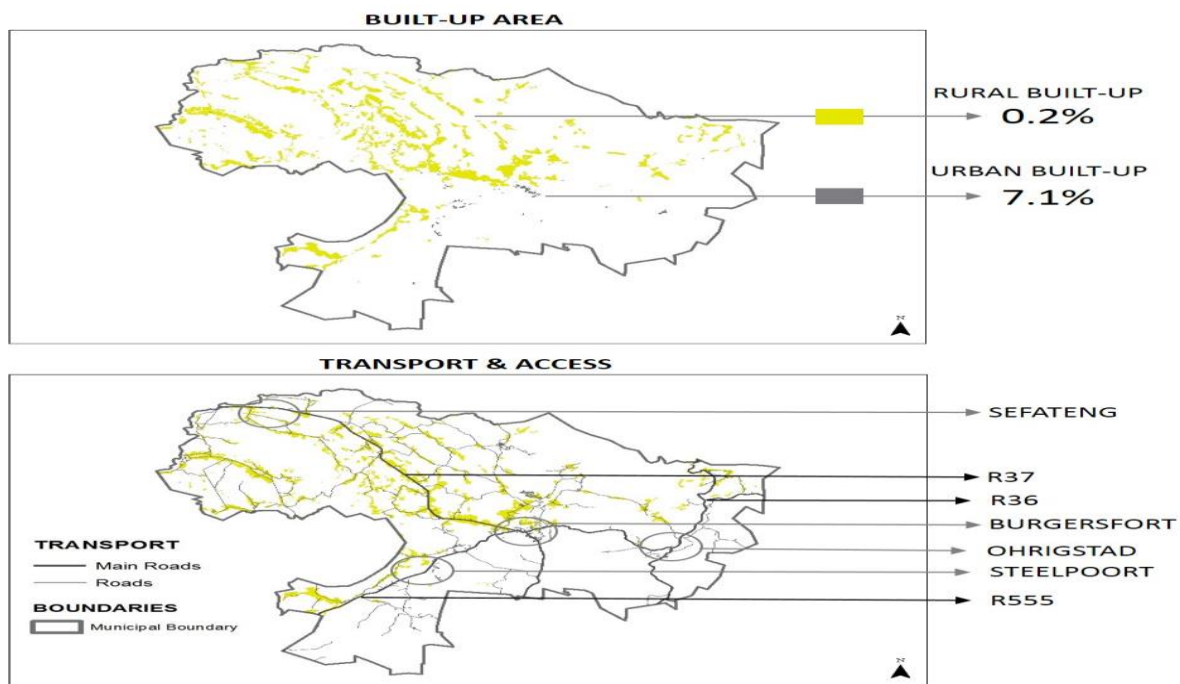 BUILT-UP AREA
RURAL BUILT-UP
0.2%
URBAN BUILT-UP
7.1%
N
TRANSPORT & ACCESS
SEFATENG
R37
R36
BURGERSFORT
OHRIGSTAD
STEELPOORT
R555
TRANSPORT
Main Roads
Roads
BOUNDARIES
Municipal Boundary
N